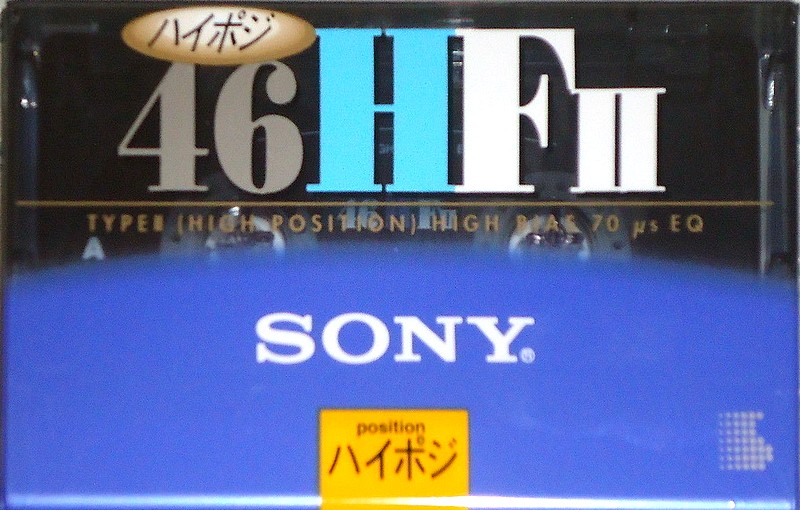 ハイポジ
46HFII
TYPEII (HIGH POSITION) HIGH BIAS 70 µs EQ
A
SONY®
position
ハイポジ